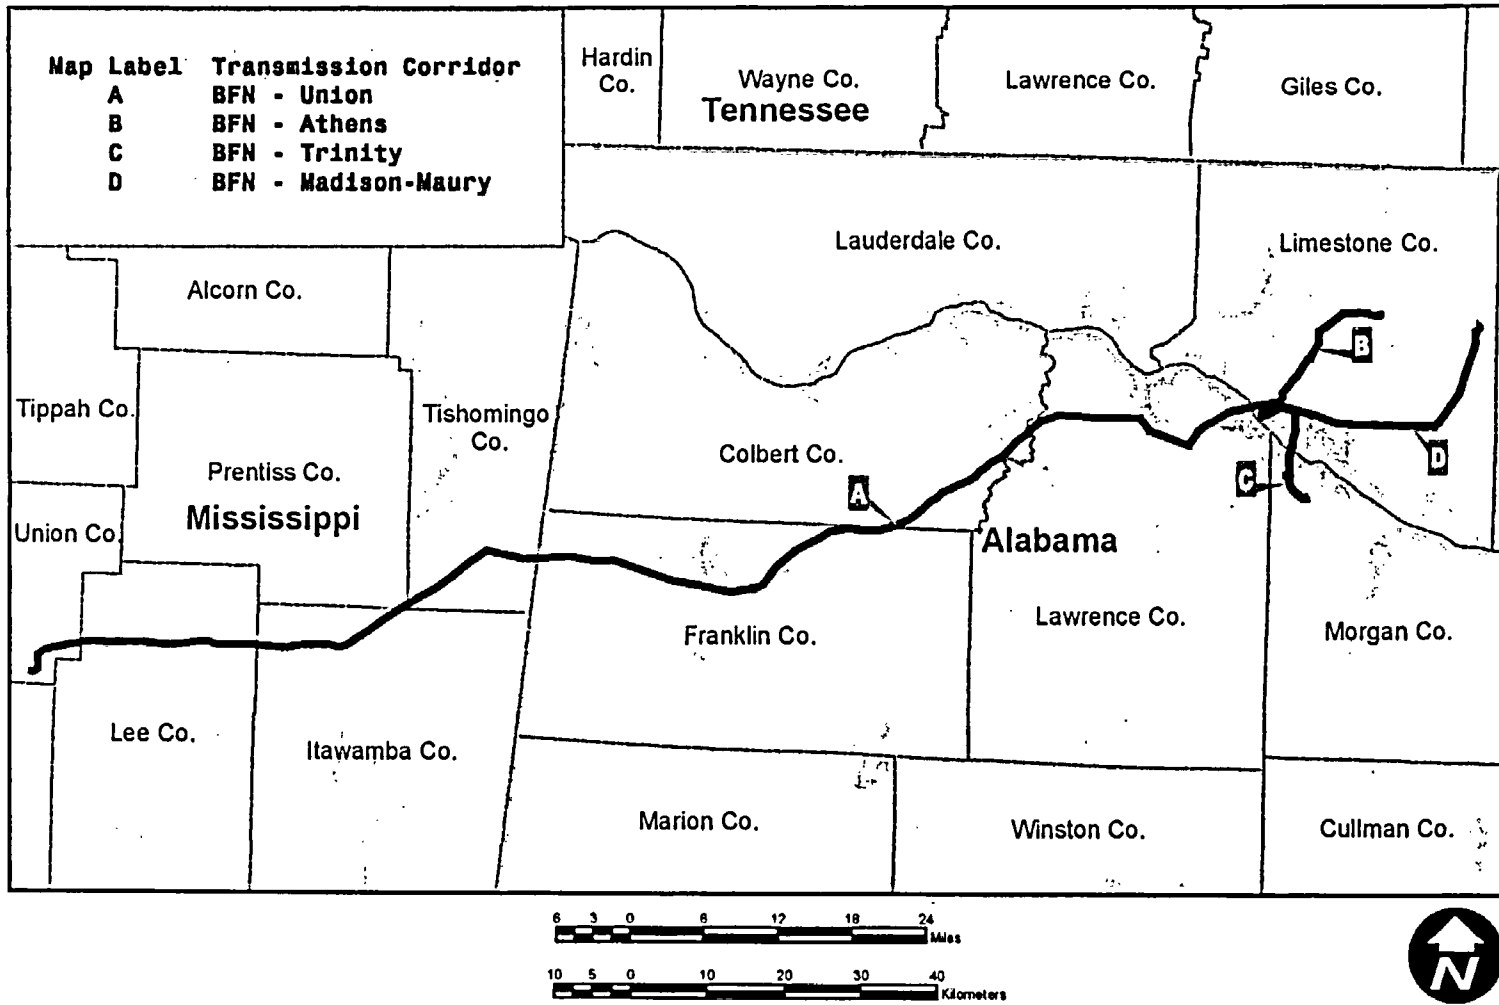 Map Label Transmission Corridor
A BFN - Union
B BFN - Athens
C BFN - Trinity
D BFN - Madison-Maury
Hardin
Co.
Wayne Co.
Tennessee
Lawrence Co.
Giles Co.
Lauderdale Co.
Limestone Co.
Alcorn Co.
B
Tippah Co.
Tishomingo
Co.
Colbert Co.
D
Prentiss Co.
C
A
Mississippi
Union Co.
Alabama
Lawrence Co.
Franklin Co.
Morgan Co.
Lee Co.
Itawamba Co.
Marion Co.
Winston Co.
Cullman Co.
6 3 0 6 12 18 24
Miles
10 5 0 10 20 30 40
Kilometers
N